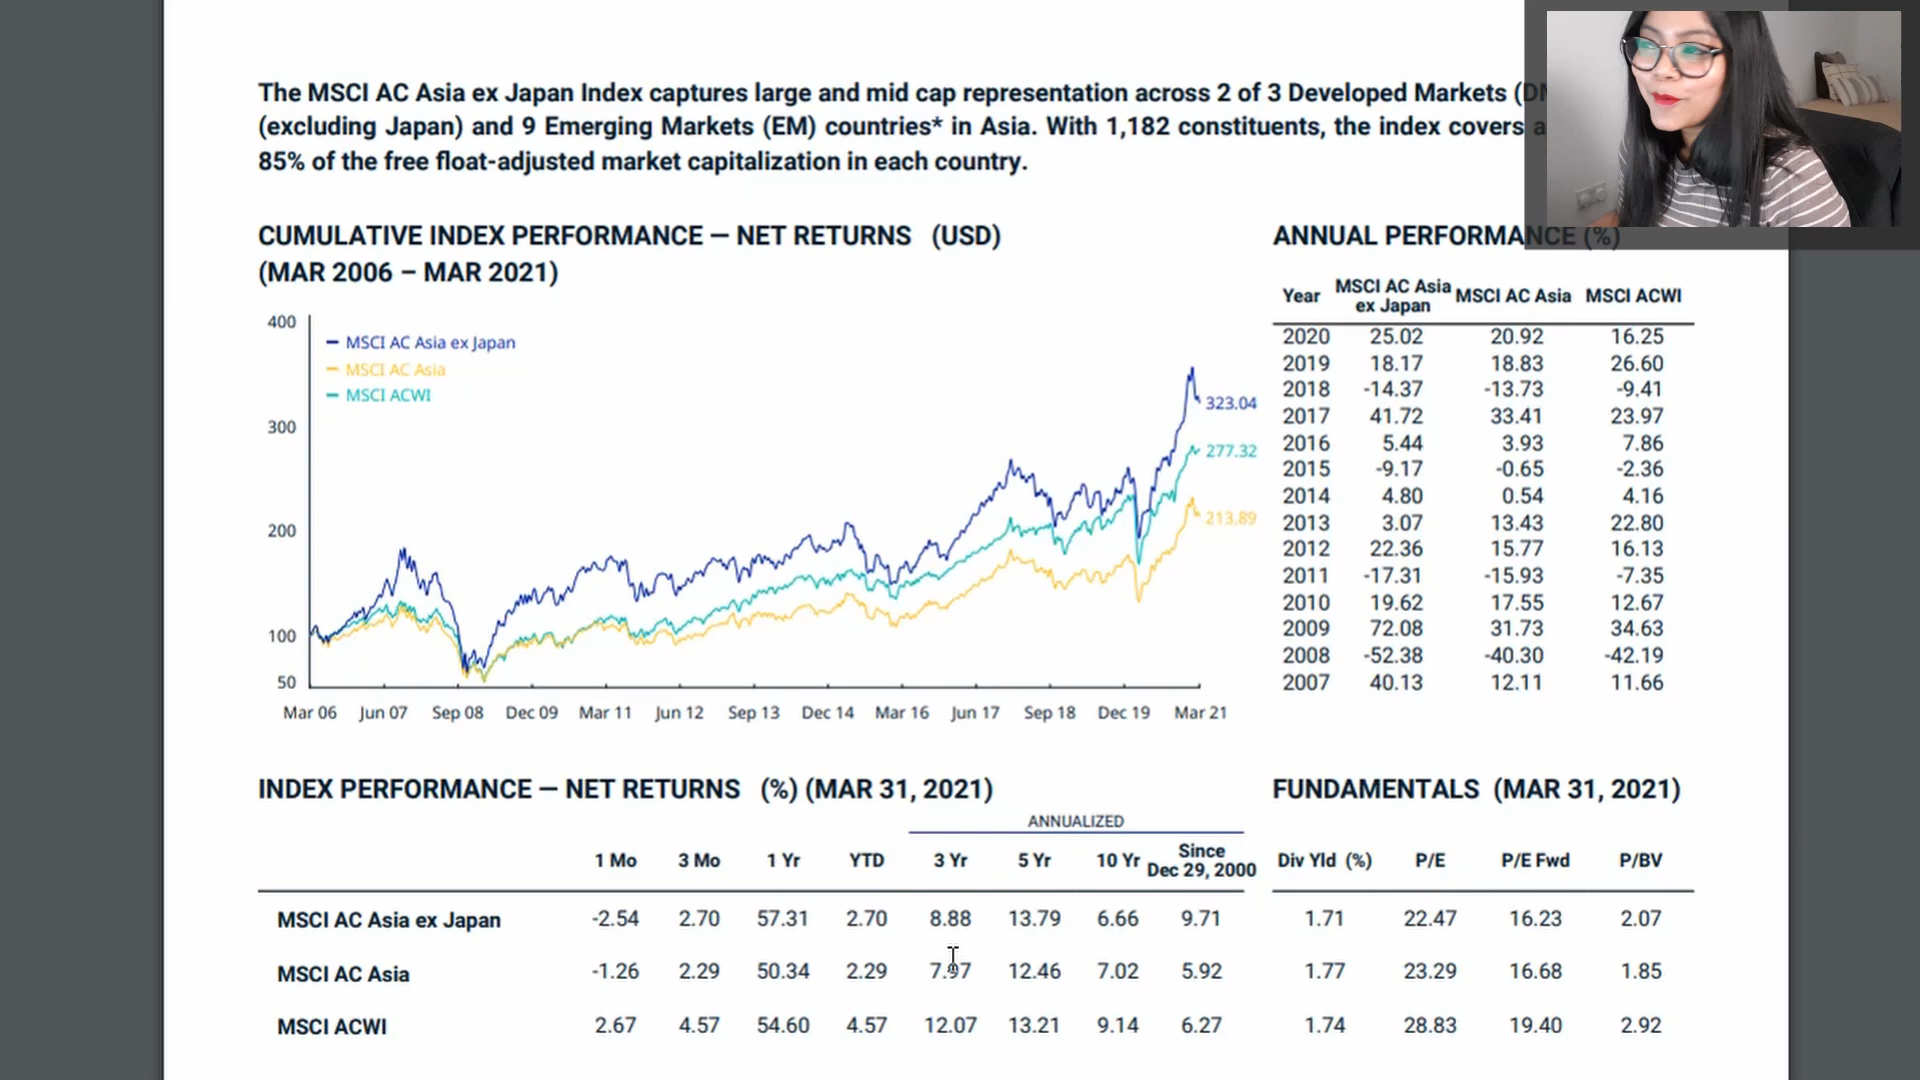 The MSCI AC Asia ex Japan Index captures large and mid cap representation across 2 of 3 Developed Markets
(excluding Japan) and 9 Emerging Markets (EM) countries* in Asia. With 1,182 constituents, the index covers
85% of the free float-adjusted market capitalization in each country.
CUMULATIVE INDEX PERFORMANCE — NET RETURNS (USD)
(MAR 2006 – MAR 2021)
400
300
200
100
50
MSCI AC Asia ex Japan
MSCI AC Asia
MSCI ACWI
323.04
277.32
213.89
Mar 06 Jun 07 Sep 08 Dec 09 Mar 11 Jun 12 Sep 13 Dec 14 Mar 16 Jun 17 Sep 18 Dec 19 Mar 21
ANNUAL PERFORMANCE (%)
Year MSCI AC Asia ex Japan MSCI AC Asia MSCI ACWI
2020 25.02 20.92 16.25
2019 18.17 18.83 26.60
2018 -14.37 -13.73 -9.41
2017 41.72 33.41 23.97
2016 5.44 3.93 7.86
2015 -9.17 -0.65 -2.36
2014 4.80 0.54 4.16
2013 3.07 13.43 22.80
2012 22.36 15.77 16.13
2011 -17.31 -15.93 -7.35
2010 19.62 17.55 12.67
2009 72.08 31.73 34.63
2008 -52.38 -40.30 -42.19
2007 40.13 12.11 11.66
INDEX PERFORMANCE — NET RETURNS (%) (MAR 31, 2021)
ANNUALIZED
1 Mo 3 Mo 1 Yr YTD 3 Yr 5 Yr 10 Yr Since Dec 29, 2000
MSCI AC Asia ex Japan -2.54 2.70 57.31 2.70 8.88 13.79 6.66 9.71
MSCI AC Asia -1.26 2.29 50.34 2.29 7.97 12.46 7.02 5.92
MSCI ACWI 2.67 4.57 54.60 4.57 12.07 13.21 9.14 6.27
FUNDAMENTALS (MAR 31, 2021)
Div Yld (%) P/E P/E Fwd P/BV
1.71 22.47 16.23 2.07
1.77 23.29 16.68 1.85
1.74 28.83 19.40 2.92